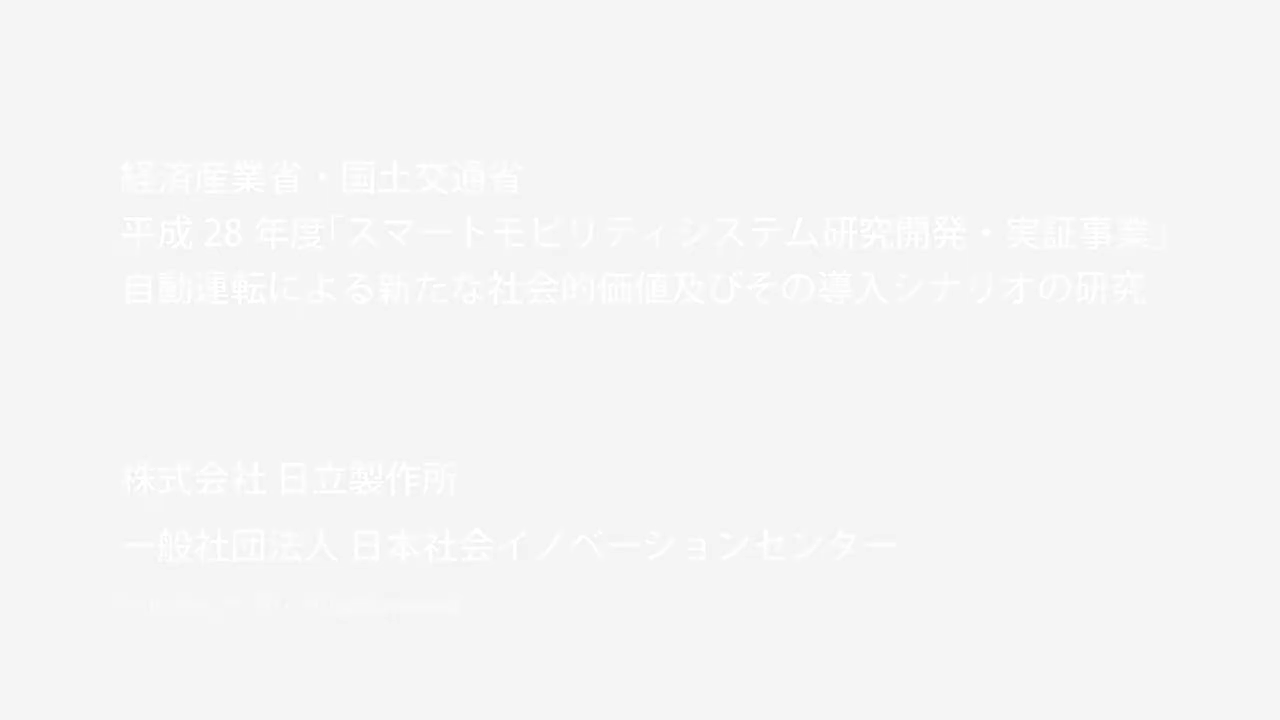 経済産業省・国土交通省
平成 28 年度「スマートモビリティシステム研究開発・実証事業」
自動運転による新たな社会的価値及びその導入シナリオの研究
株式会社 日立製作所
一般社団法人 日本社会イノベーションセンター